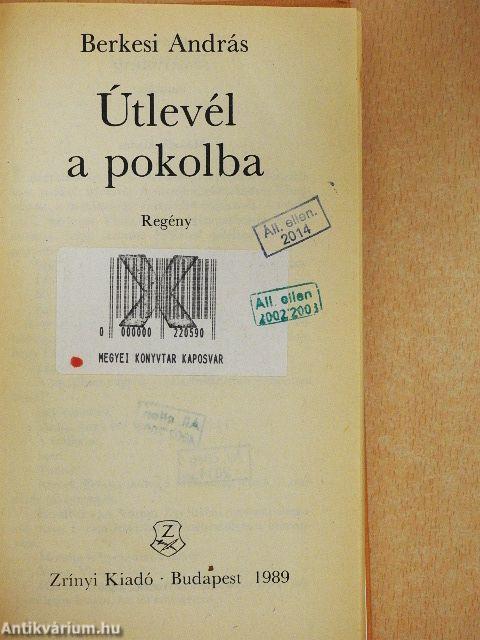 Berkesi András
Útlevél
a pokolba
Regény
Áll. ellen.
2014
Áll. ellen
2002/2003
0 000000 220590
MEGYEI KONYVTAR KAPOSVAR
Z
Zrínyi Kiadó · Budapest 1989
Antikvárium.hu